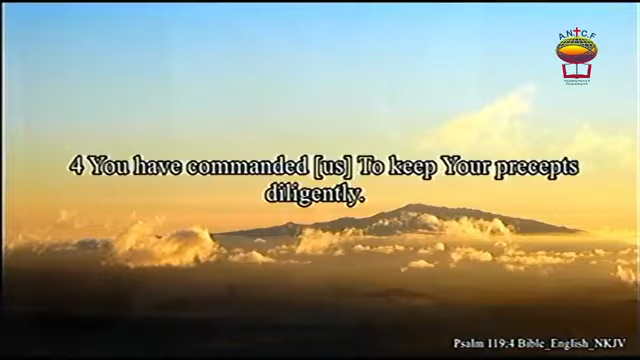 A.N.T.C.F
4 You have commanded [us] To keep Your precepts
diligently.
Psalm 119:4 Bible_English_NKJV